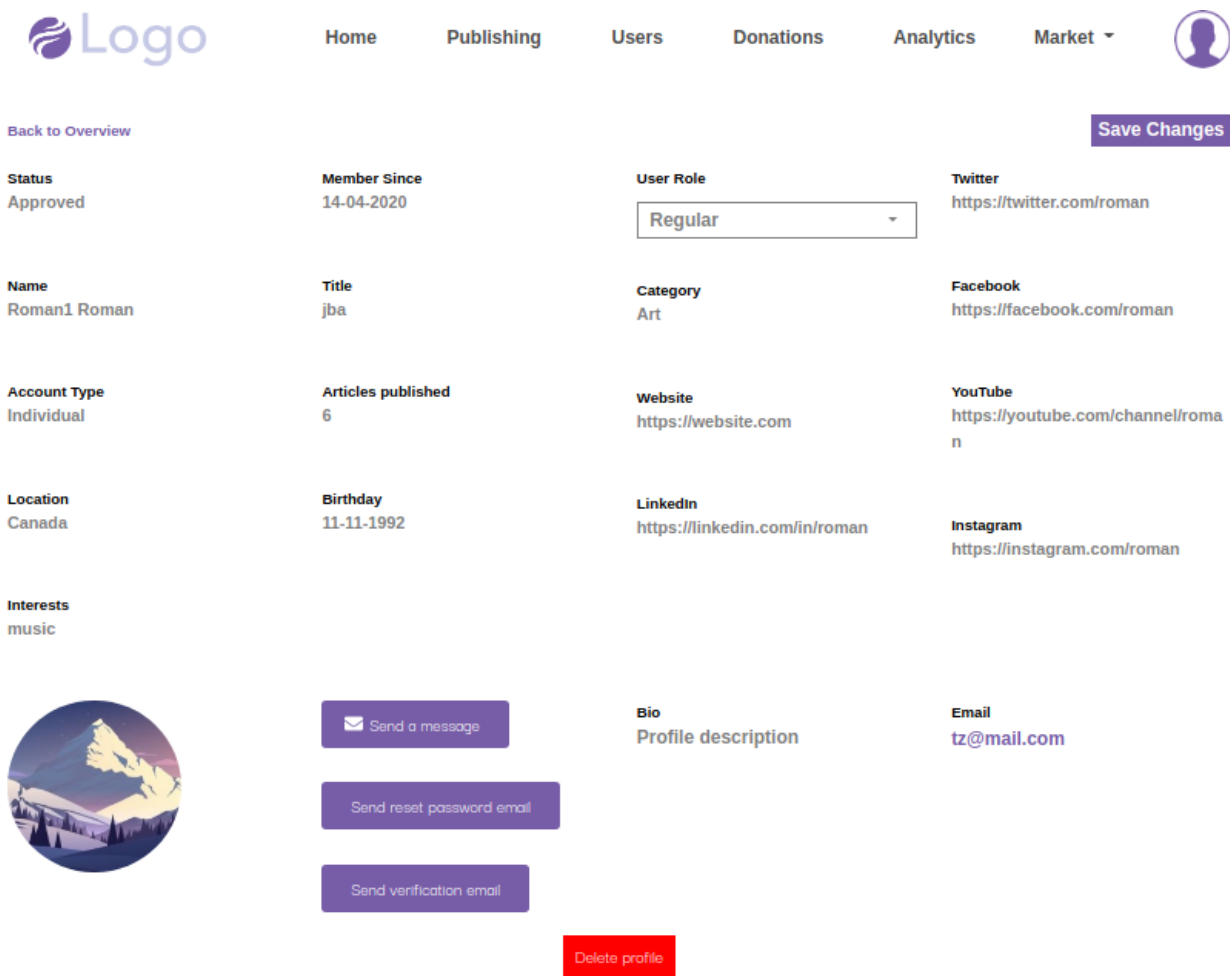 Logo
Home Publishing Users Donations Analytics Market
Back to Overview
Save Changes
Status
Approved
Member Since
14-04-2020
User Role
Regular
Twitter
https://twitter.com/roman
Name
Roman1 Roman
Title
jba
Category
Art
Facebook
https://facebook.com/roman
Account Type
Individual
Articles published
6
Website
https://website.com
YouTube
https://youtube.com/channel/roma
n
Location
Canada
Birthday
11-11-1992
LinkedIn
https://linkedin.com/in/roman
Instagram
https://instagram.com/roman
Interests
music
Send a message
Send reset password email
Send verification email
Bio
Profile description
Email
tz@mail.com
Delete profile